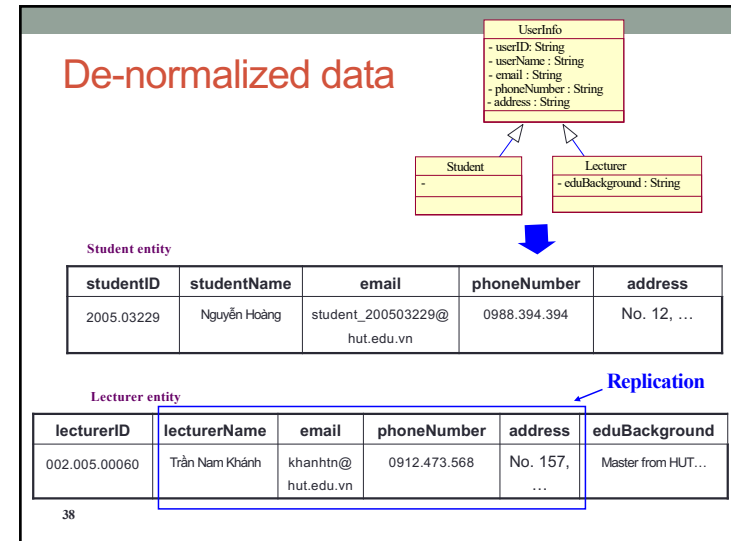 De-normalized data
UserInfo
- userID: String
- userName : String
- email : String
- phoneNumber : String
- address : String
Student
-
Lecturer
- eduBackground : String
Student entity
studentID studentName email phoneNumber address
2005.03229 Nguyễn Hoàng student_200503229@ 0988.394.394 No. 12, …
hut.edu.vn
Replication
Lecturer entity
lecturerID lecturerName email phoneNumber address eduBackground
002.005.00060 Trần Nam Khánh khanhtn@ 0912.473.568 No. 157, Master from HUT…
hut.edu.vn …
38